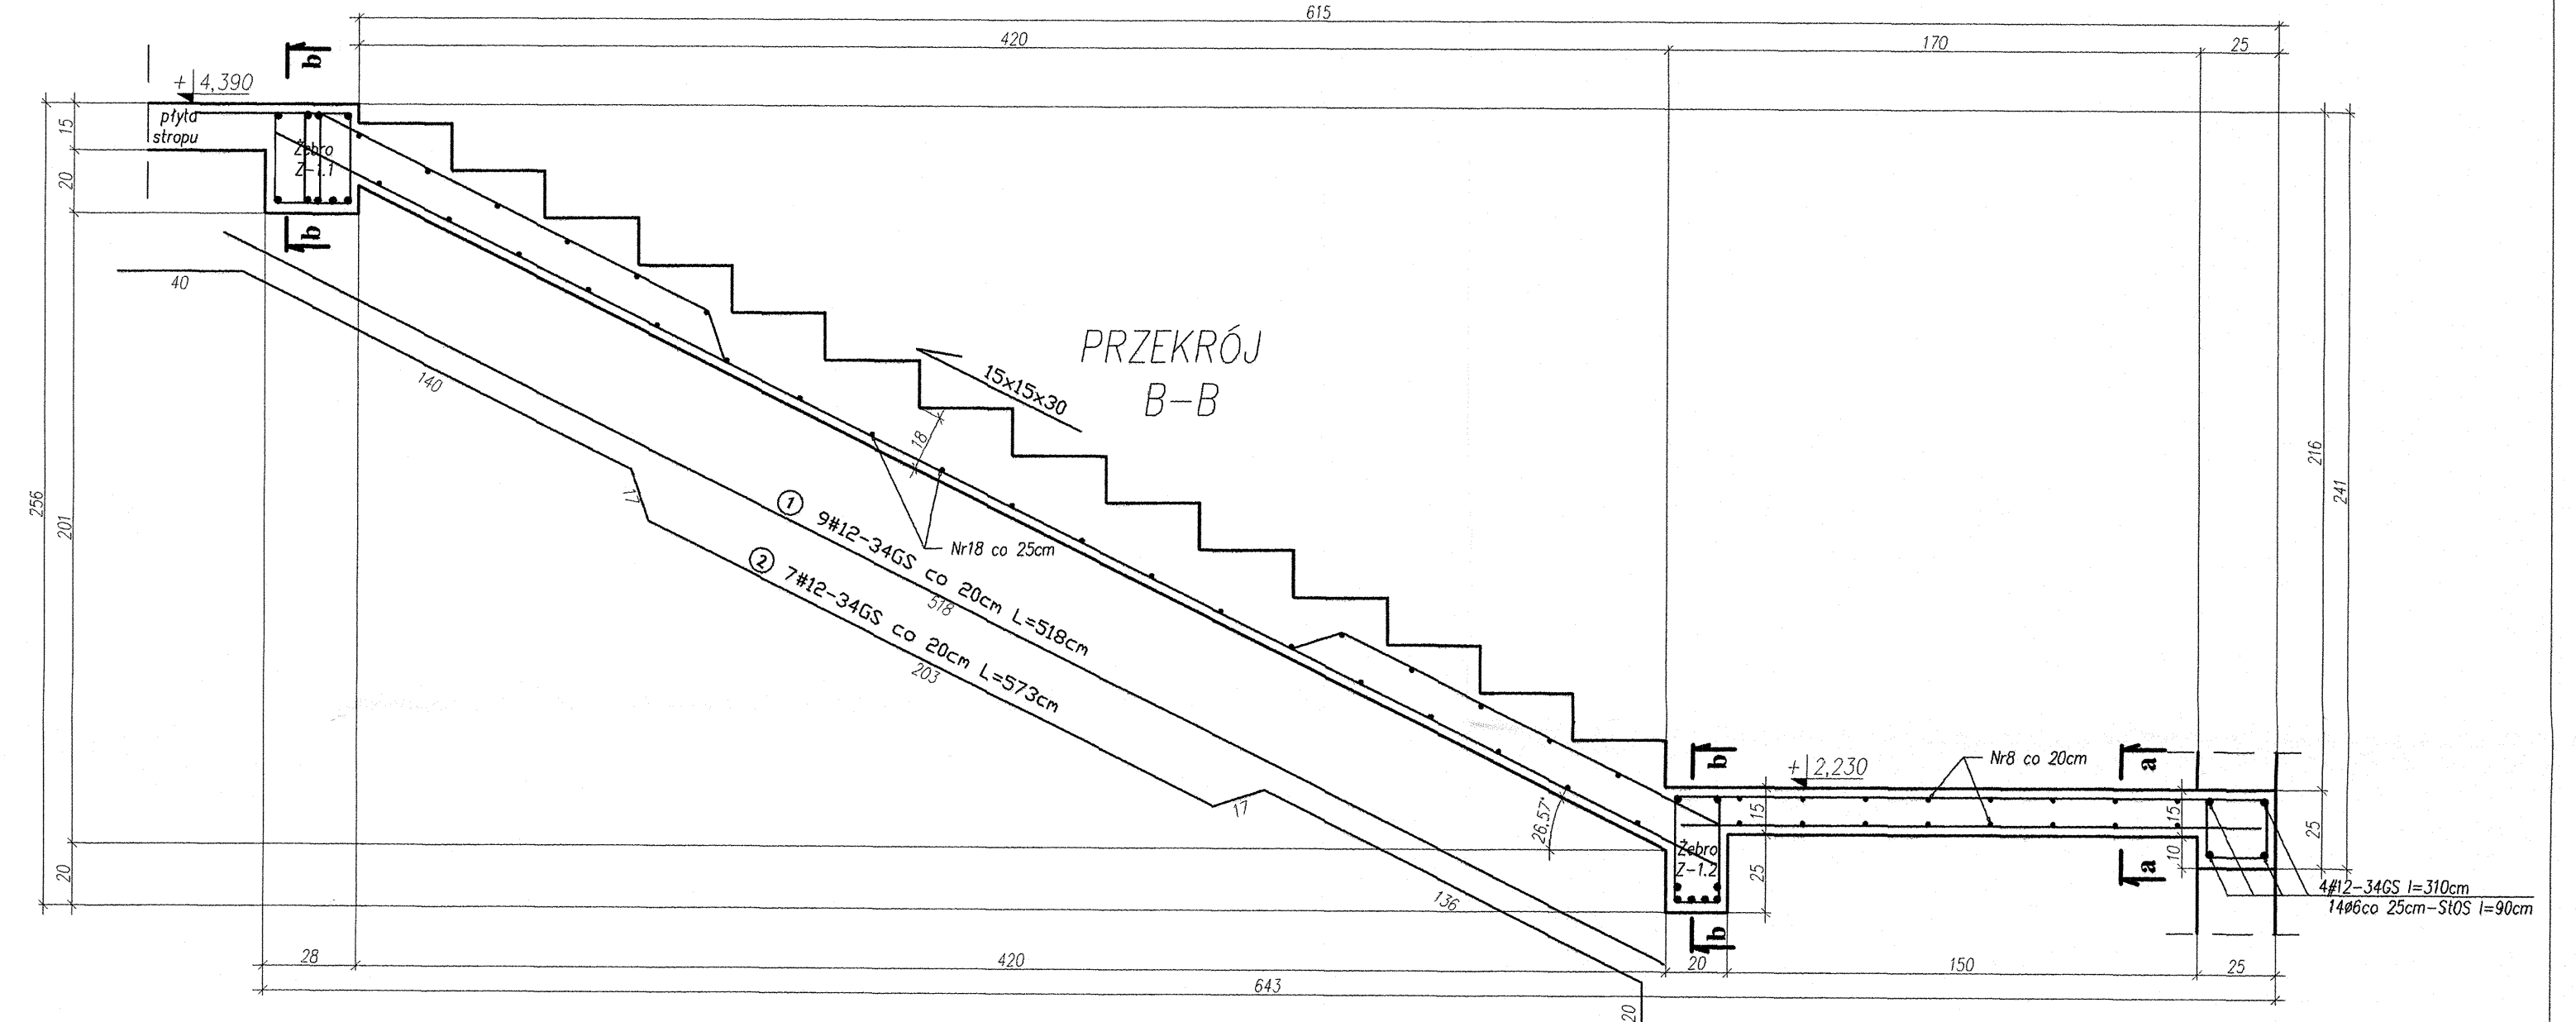 615
420
170
25
b
+ 4,390
15
płyta
stropu
Żebro
Z-1.1
20
b
40
140
PRZEKRÓJ
B-B
15x15x30
18
17
256
201
216
241
1 9#12-34GS co 20cm L=518cm
518
Nr18 co 25cm
2 7#12-34GS co 20cm L=573cm
203
17
136
26.57°
b
+ 2,230
Nr8 co 20cm
a
15
15
25
Żebro
Z-1.2
25
10
a
20
4#12-34GS l=310cm
14ø6co 25cm-St0S l=90cm
b
28
420
20
150
25
643
20